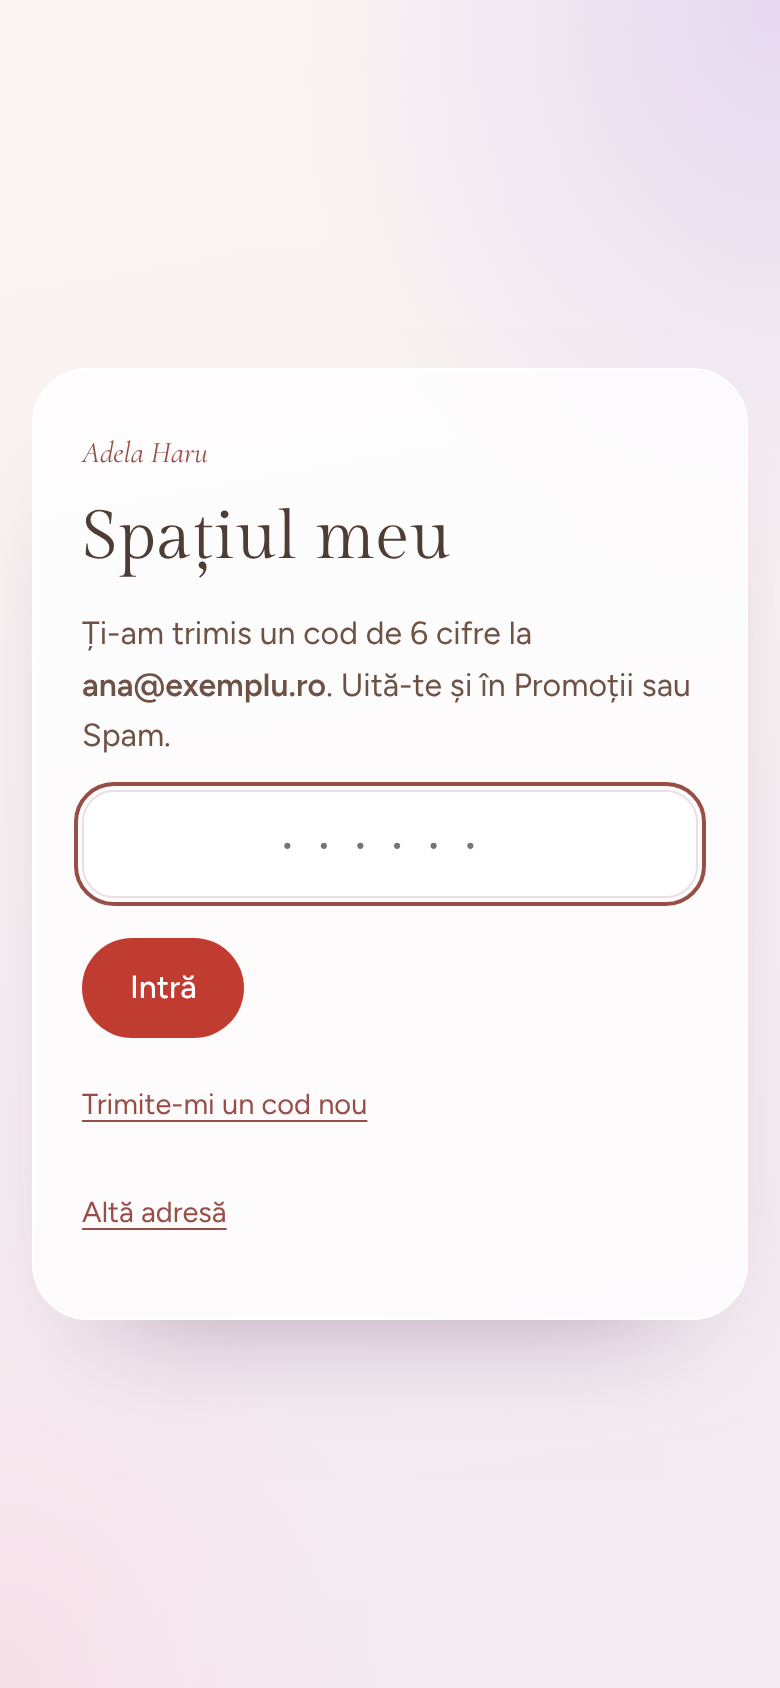 Adela Haru
Spațiul meu
Ți-am trimis un cod de 6 cifre la
ana@exemplu.ro. Uită-te și în Promoții sau
Spam.
• • • • • •
Intră
Trimite-mi un cod nou
Altă adresă